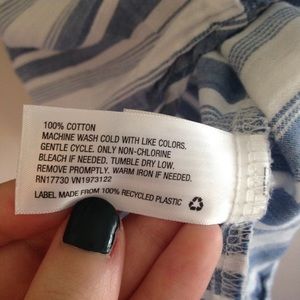 100% COTTON
MACHINE WASH COLD WITH LIKE COLORS.
GENTLE CYCLE. ONLY NON-CHLORINE
BLEACH IF NEEDED. TUMBLE DRY LOW.
REMOVE PROMPTLY. WARM IRON IF NEEDED.
RN17730 VN1973122
LABEL MADE FROM 100% RECYCLED PLASTIC